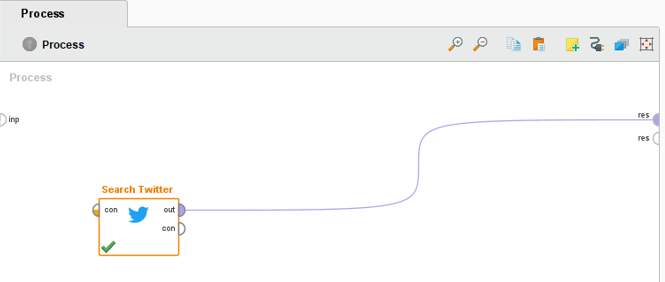 Process
Process
Process
inp
res
res
Search Twitter
con
out
con